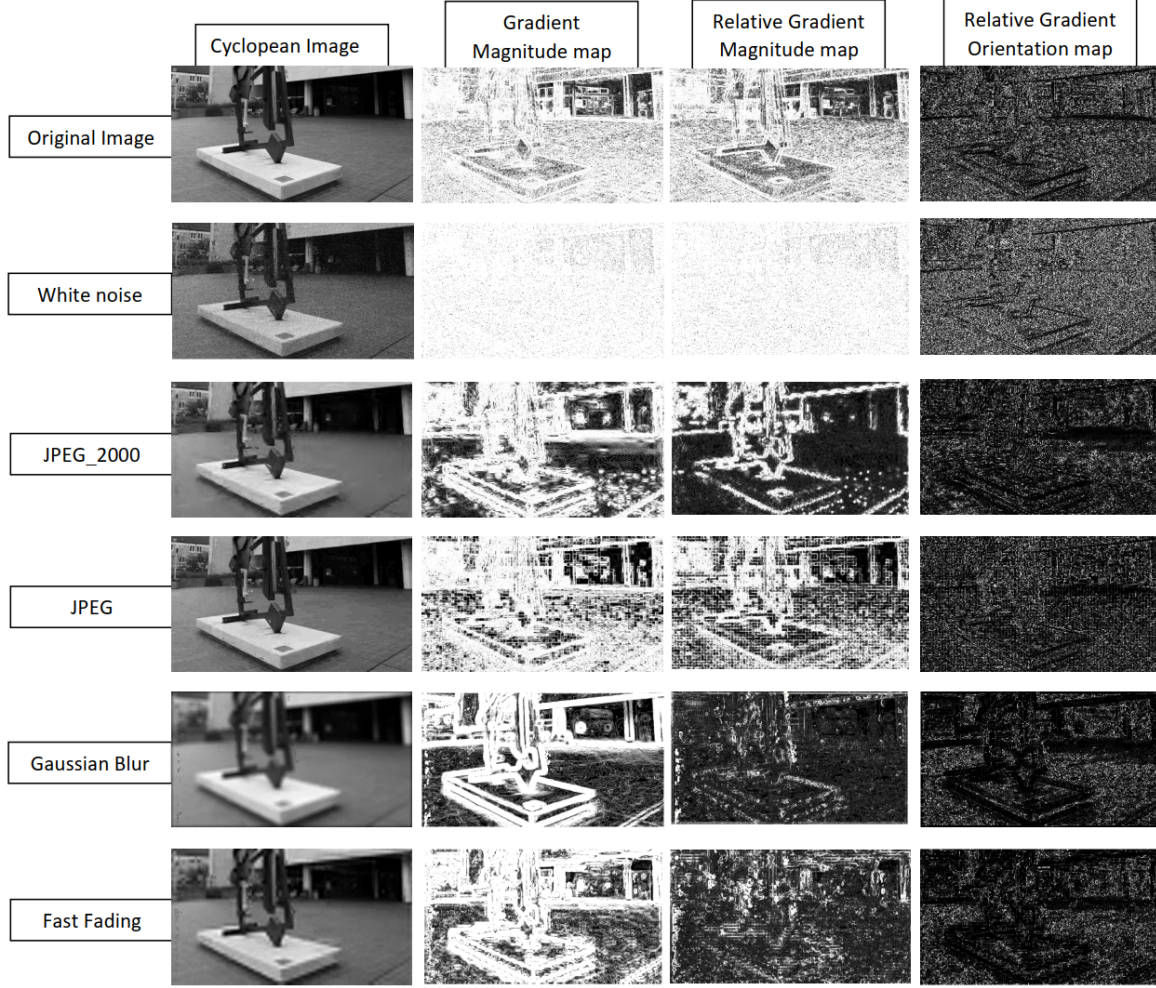 Cyclopean Image
Gradient
Magnitude map
Relative Gradient
Magnitude map
Relative Gradient
Orientation map
Original Image
White noise
JPEG_2000
JPEG
Gaussian Blur
Fast Fading